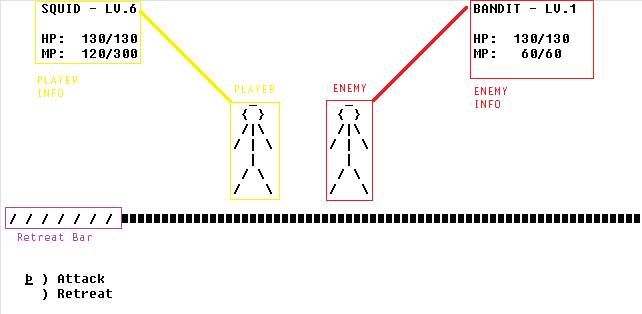 SQUID - LV.6
HP: 130/130
MP: 120/300
PLAYER
INFO
BANDIT - LV.1
HP: 130/130
MP: 60/60
ENEMY
INFO
PLAYER
ENEMY
/ / / / / / /
Retreat Bar
Þ ) Attack
) Retreat